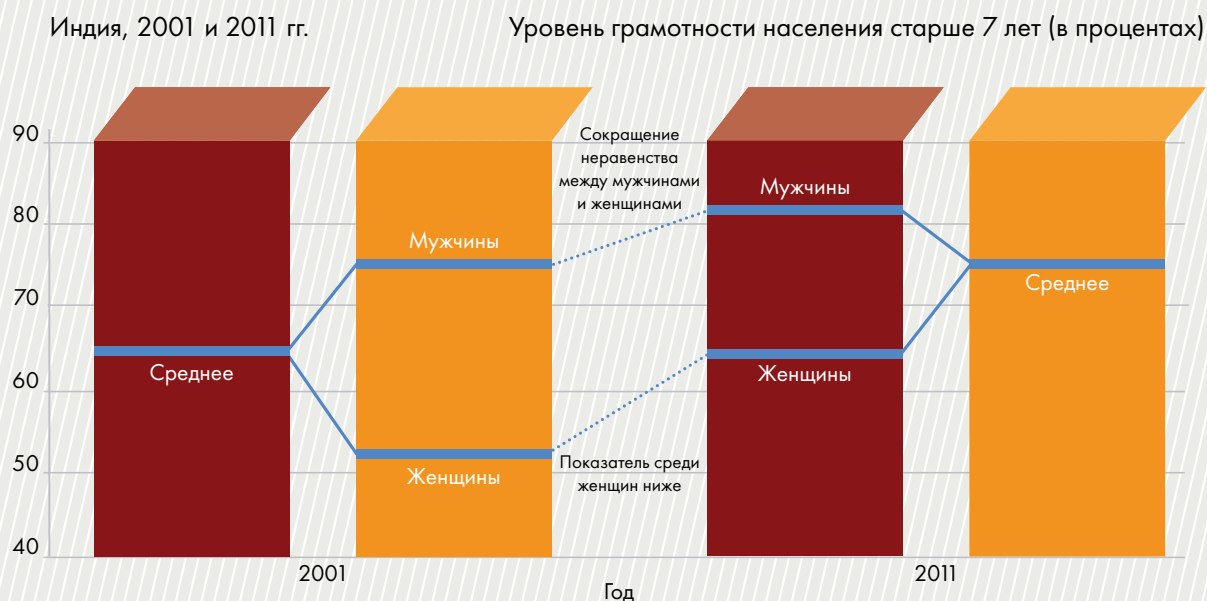 Индия, 2001 и 2011 гг.
Уровень грамотности населения старше 7 лет (в процентах)
90
80
70
60
50
40
Среднее
Мужчины
Женщины
Сокращение
неравенства
между мужчинами
и женщинами
Показатель среди
женщин ниже
Мужчины
Женщины
Среднее
2001
2011
Год